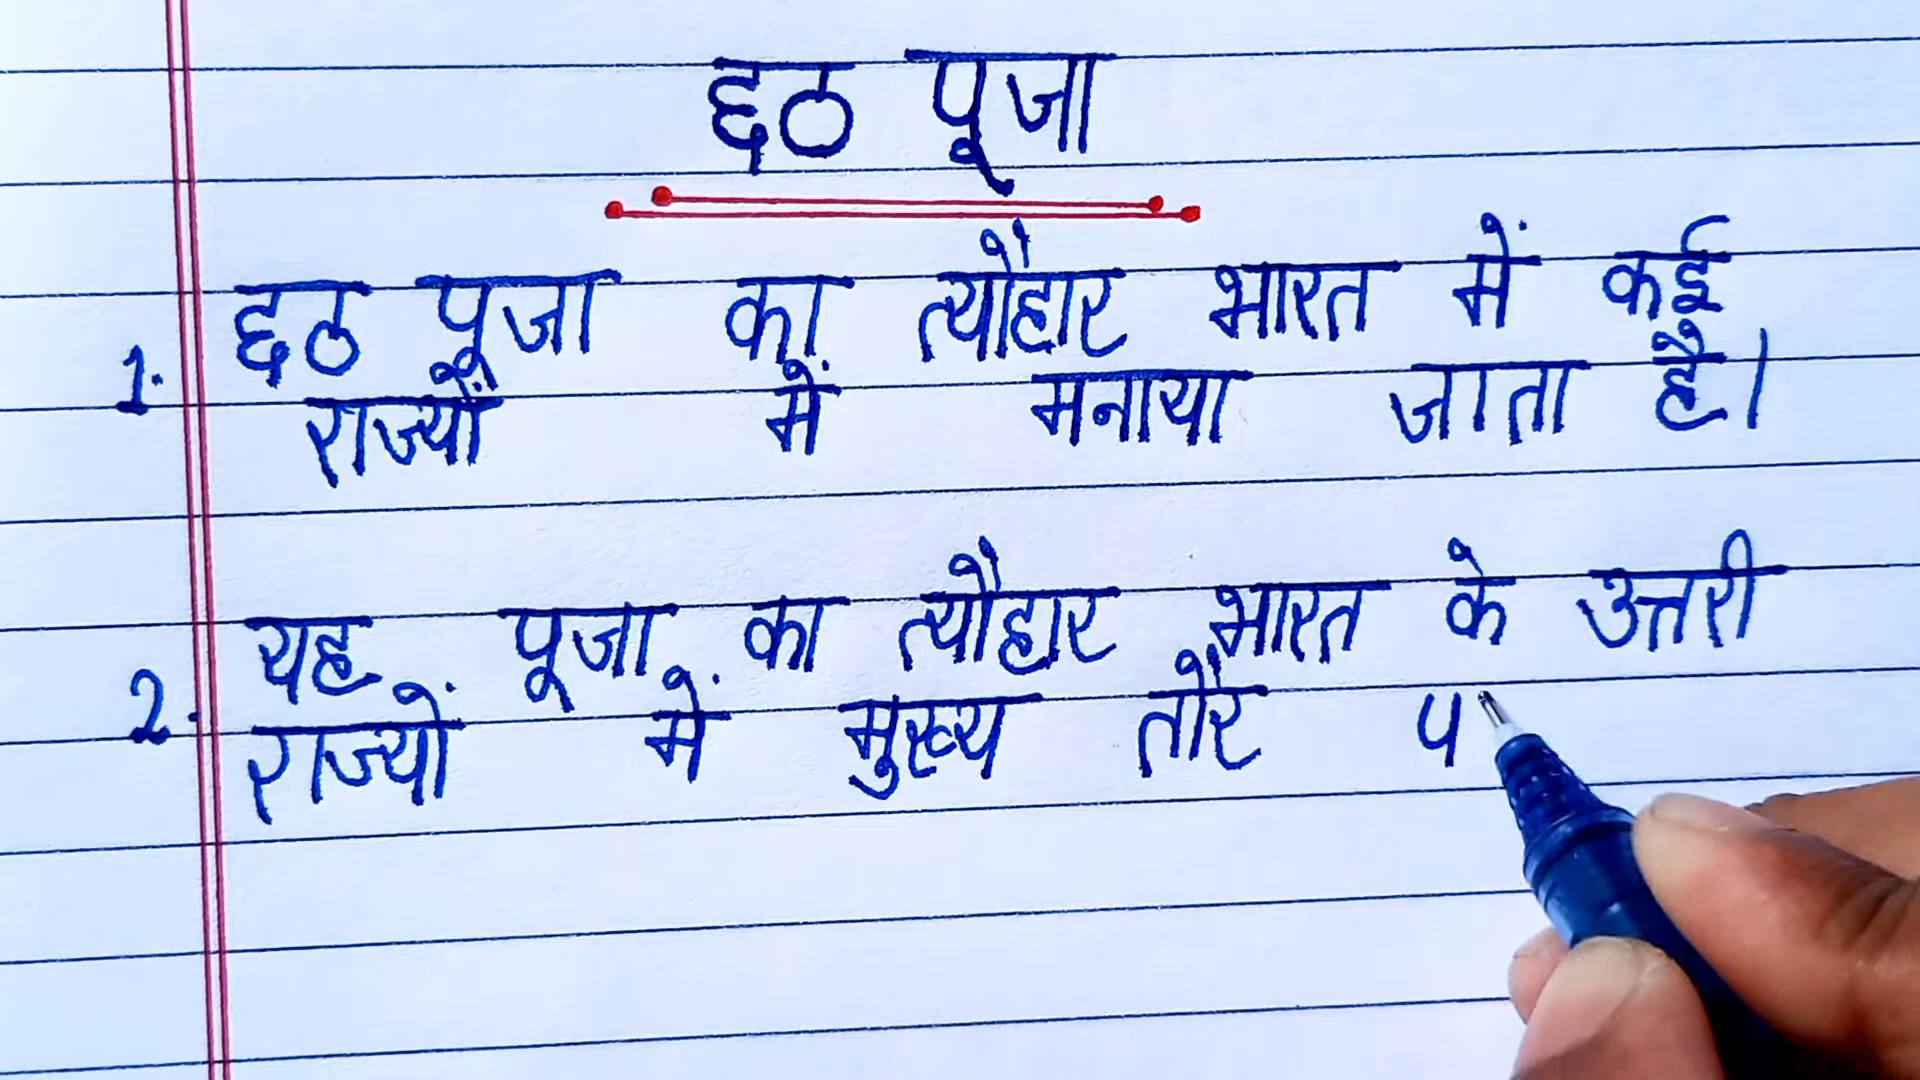 छठ पूजा
1. छठ पूजा का त्यौहार भारत में कई
राज्यों में मनाया जाता है।
2. यह पूजा का त्यौहार भारत के उत्तरी
राज्यों में मुख्य तौर प